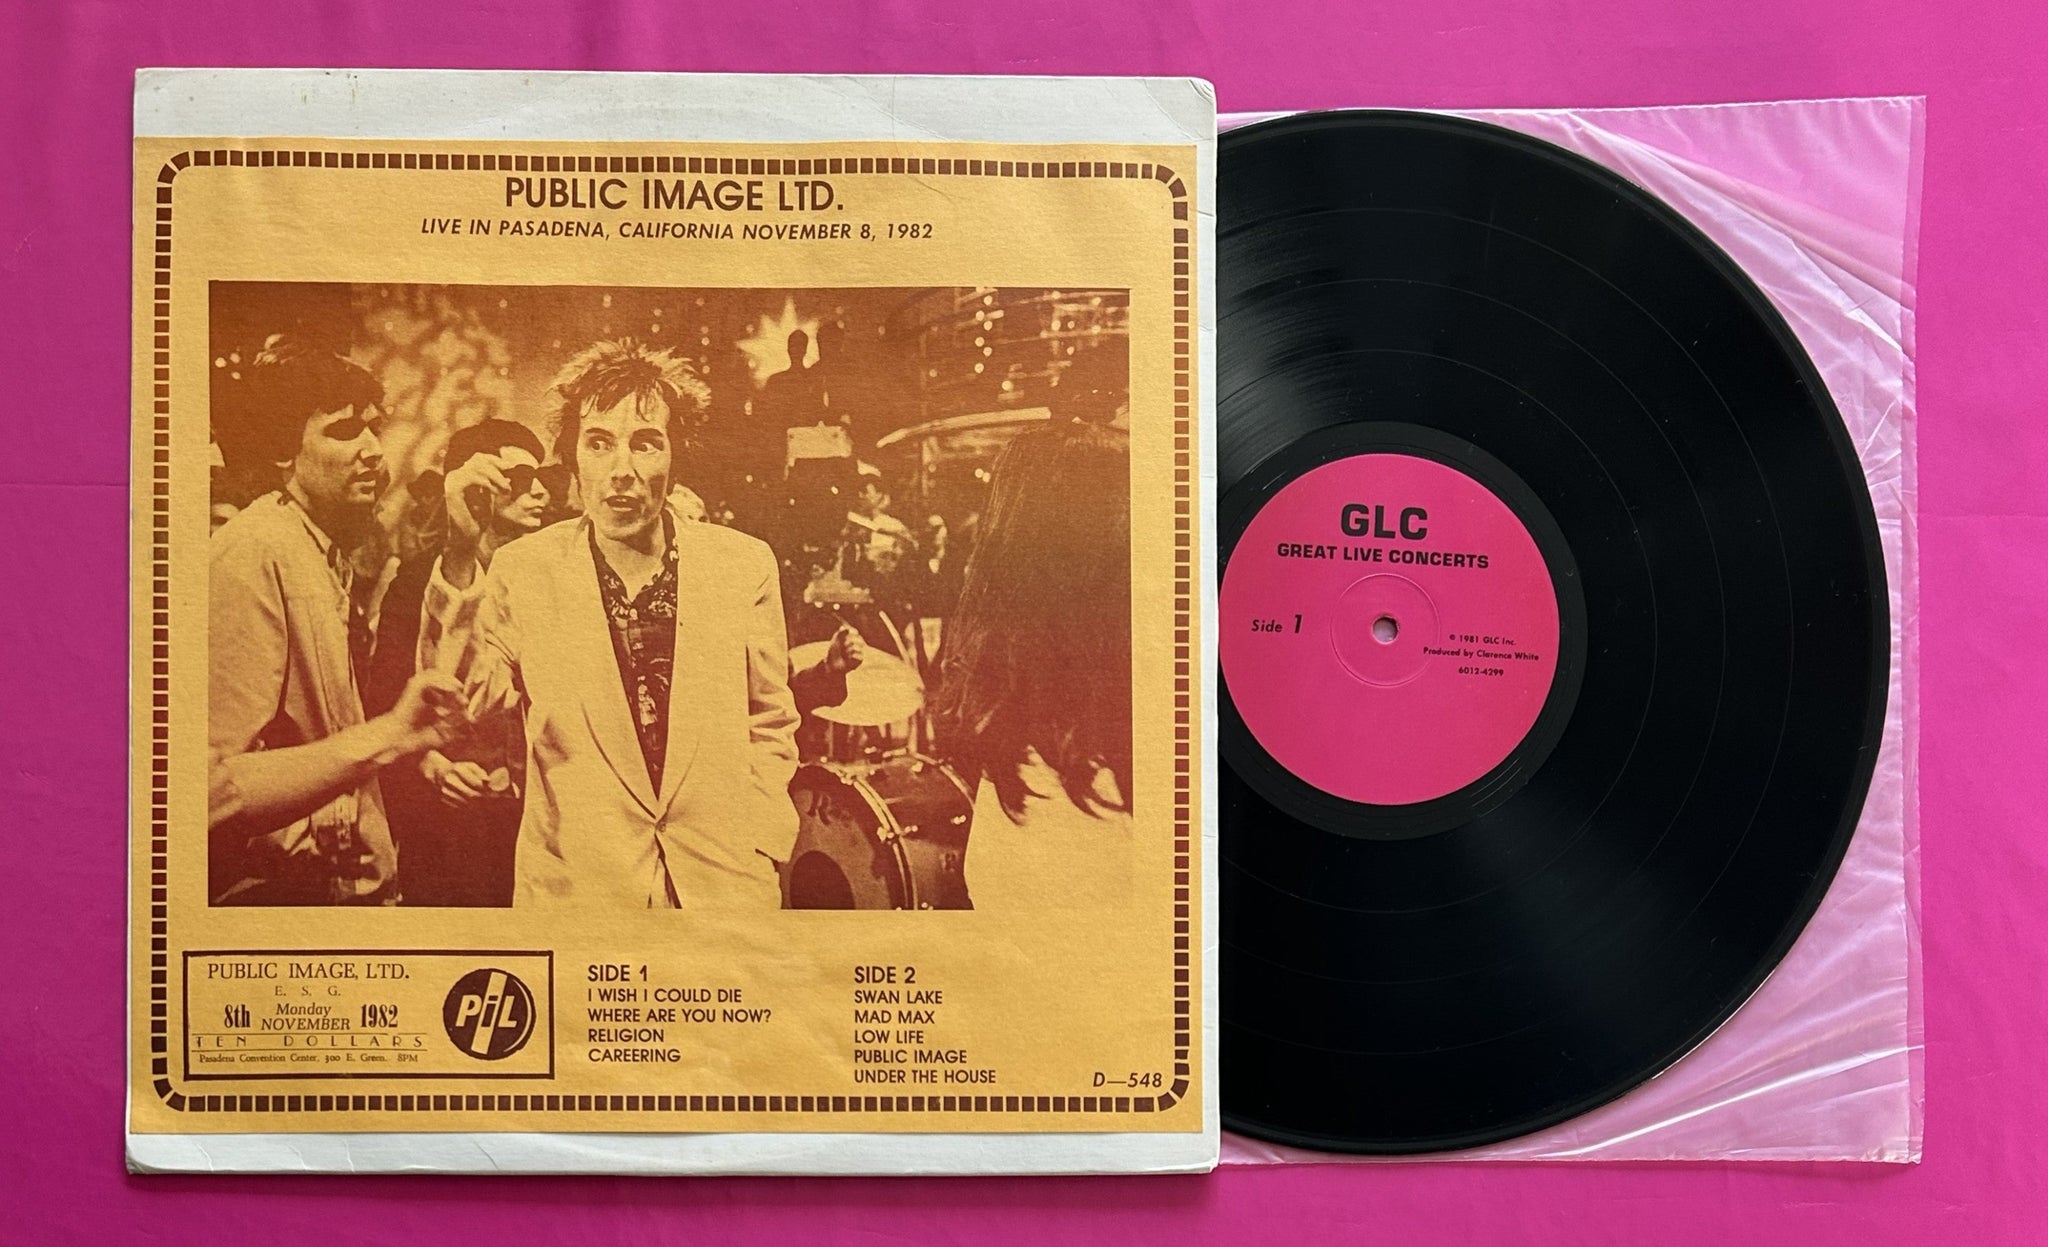 PUBLIC IMAGE LTD.
LIVE IN PASADENA, CALIFORNIA NOVEMBER 8, 1982
PUBLIC IMAGE, LTD.
E. S. G.
8th Monday NOVEMBER 1982
TEN DOLLARS
Pasadena Convention Center, 300 E. Green. 8PM
PiL
SIDE 1
I WISH I COULD DIE
WHERE ARE YOU NOW?
RELIGION
CAREERING
SIDE 2
SWAN LAKE
MAD MAX
LOW LIFE
PUBLIC IMAGE
UNDER THE HOUSE
D—548
GLC
GREAT LIVE CONCERTS
Side 1
© 1981 GLC Inc.
Produced by Clarence White
6012-4299